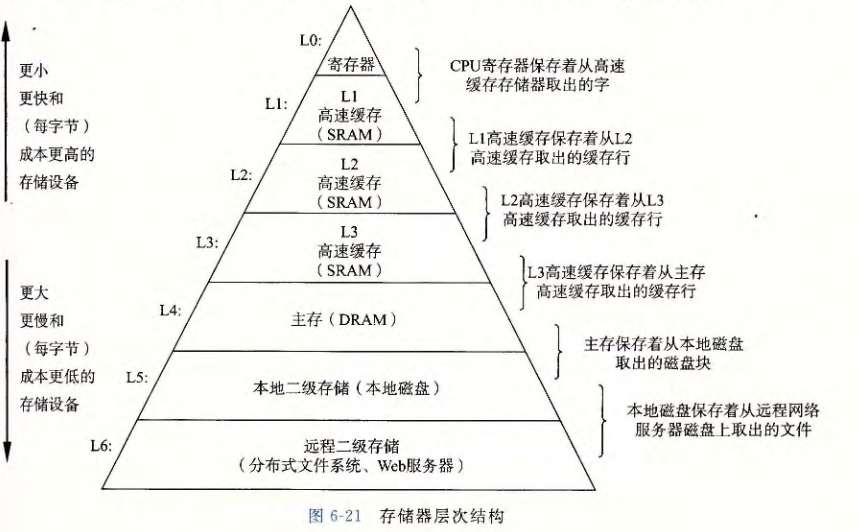 更小
更快和
（每字节）
成本更高的
存储设备
更大
更慢和
（每字节）
成本更低的
存储设备
L0:
寄存器
L1:
L1
高速缓存
（SRAM）
L2:
L2
高速缓存
（SRAM）
L3:
L3
高速缓存
（SRAM）
L4:
主存（DRAM）
L5:
本地二级存储（本地磁盘）
L6:
远程二级存储
（分布式文件系统、Web服务器）
CPU寄存器保存着从高速
缓存存储器取出的字
L1高速缓存保存着从L2
高速缓存取出的缓存行
L2高速缓存保存着从L3
高速缓存取出的缓存行
L3高速缓存保存着从主存
高速缓存取出的缓存行
主存保存着从本地磁盘
取出的磁盘块
本地磁盘保存着从远程网络
服务器磁盘上取出的文件
图 6-21 存储器层次结构